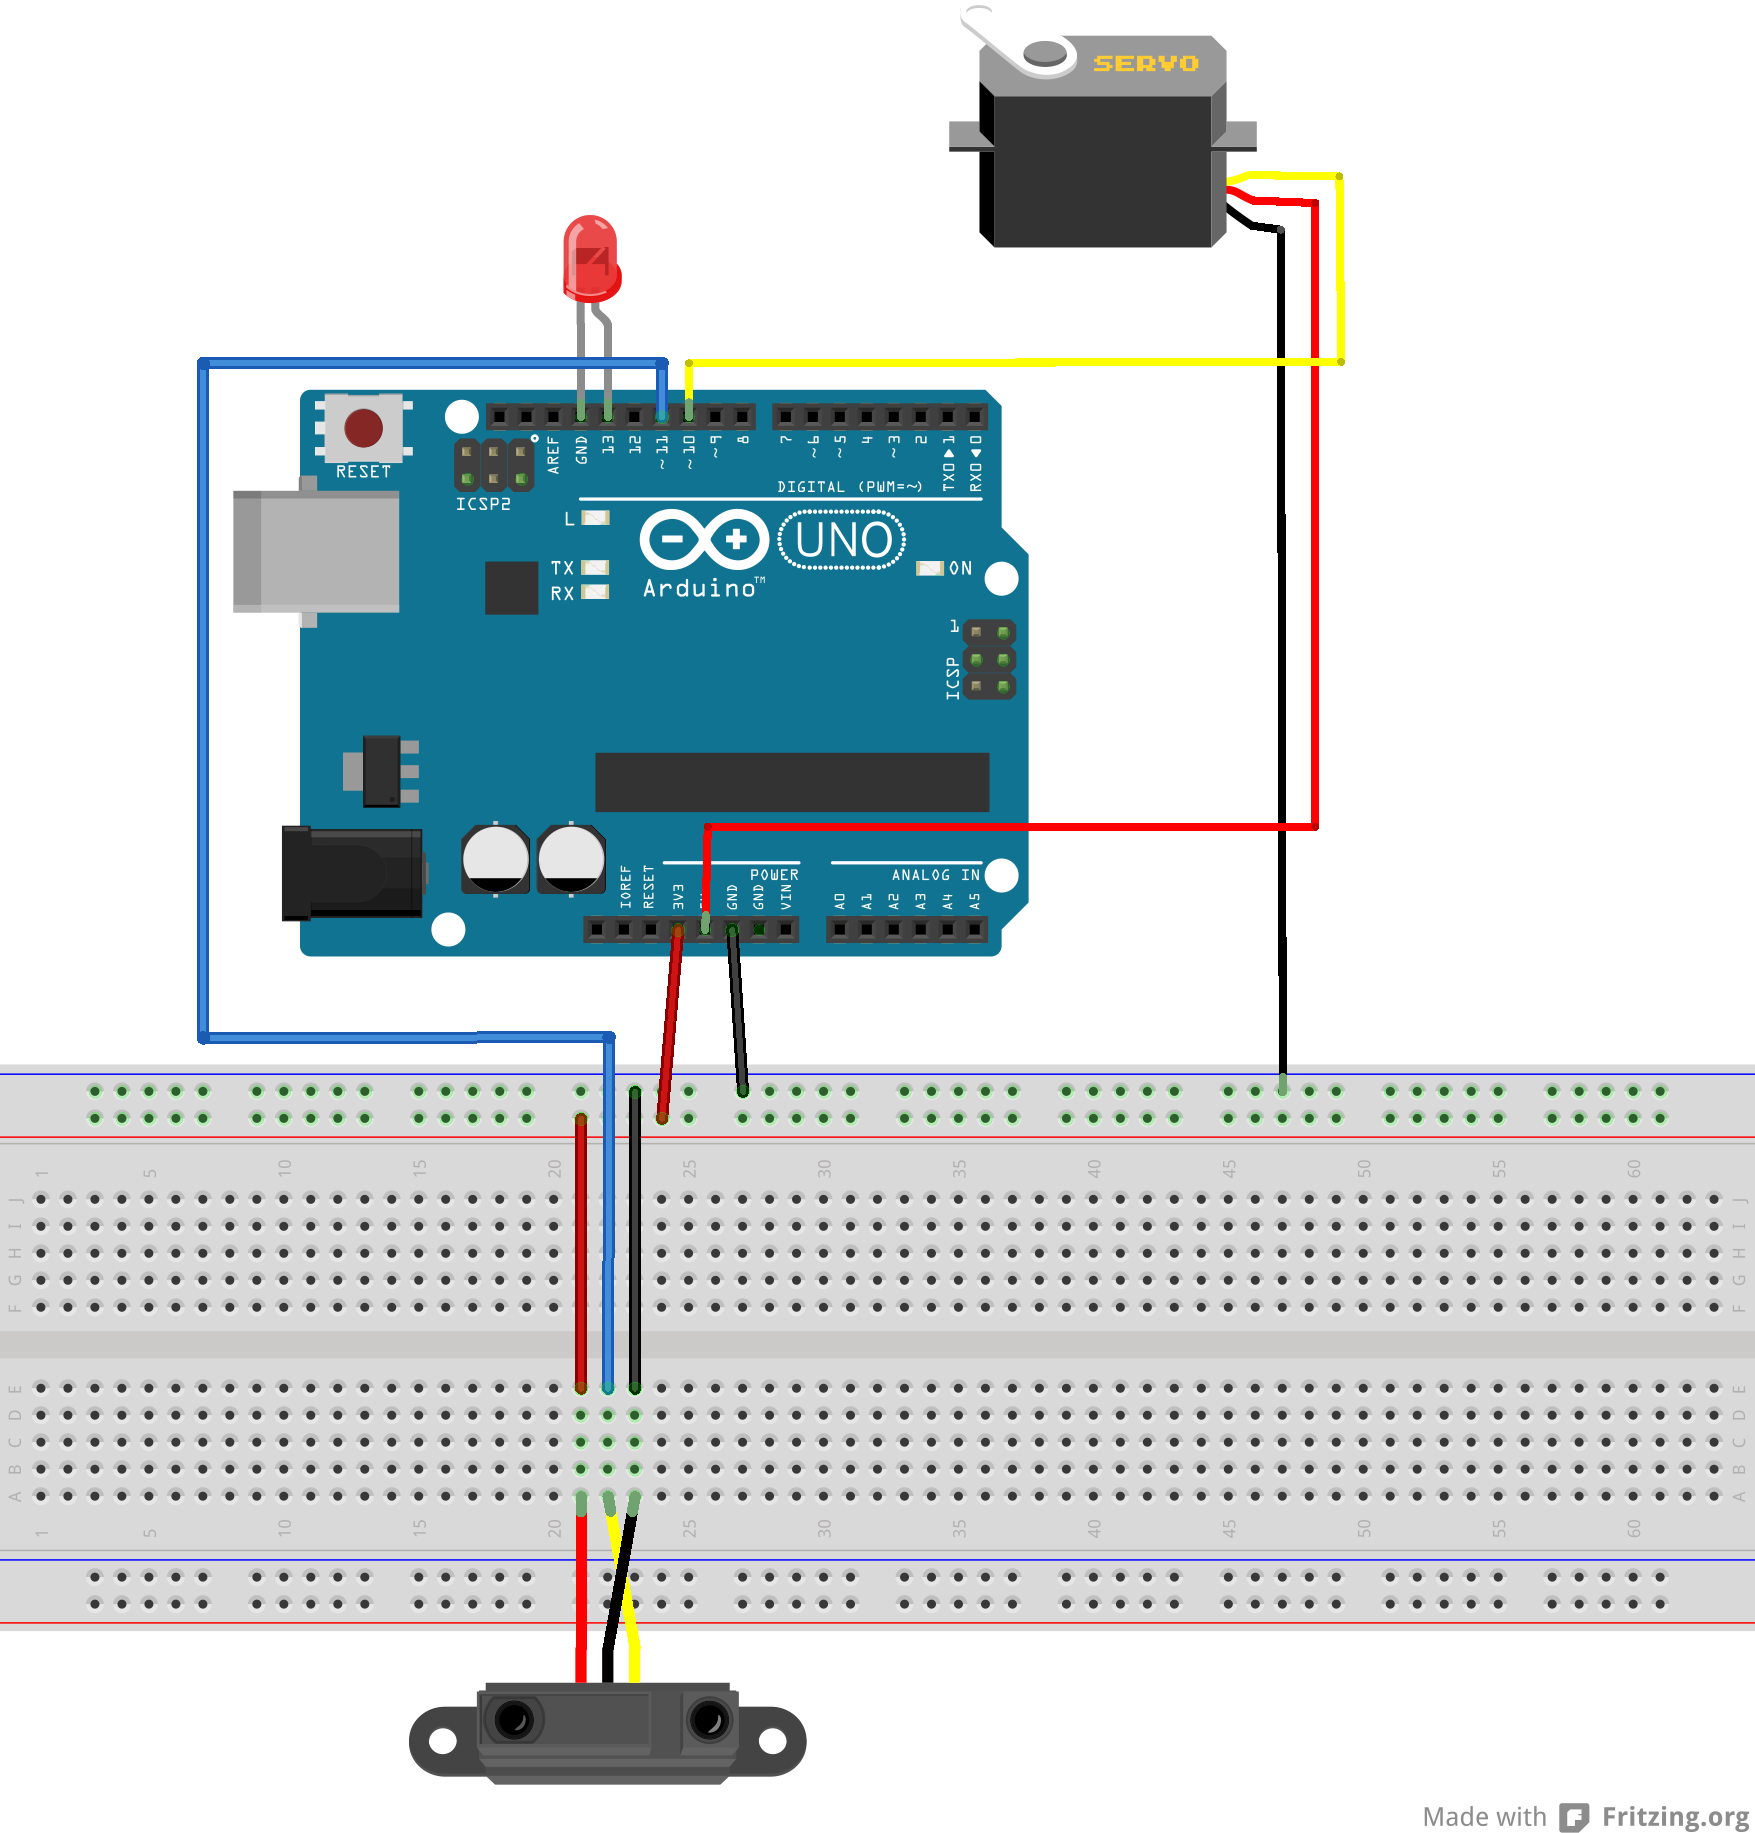 SERVO
RESET
ICSP2
AREF
GND
13
12
~11
~10
~9
8
7
~6
~5
4
~3
2
TX0 ▶ 1
RX0 ◀ 0
DIGITAL (PWM=~)
L
TX
RX
UNO
Arduino™
ON
1
ICSP
IOREF
RESET
3V3
GND
GND
VIN
POWER
ANALOG IN
A0
A1
A2
A3
A4
A5
1 5 10 15 20 25 30 35 40 45 50 55 60
J J
I I
H H
G G
F F
E E
D D
C C
B B
A A
1 5 10 15 20 25 30 35 40 45 50 55 60
Made with Fritzing.org